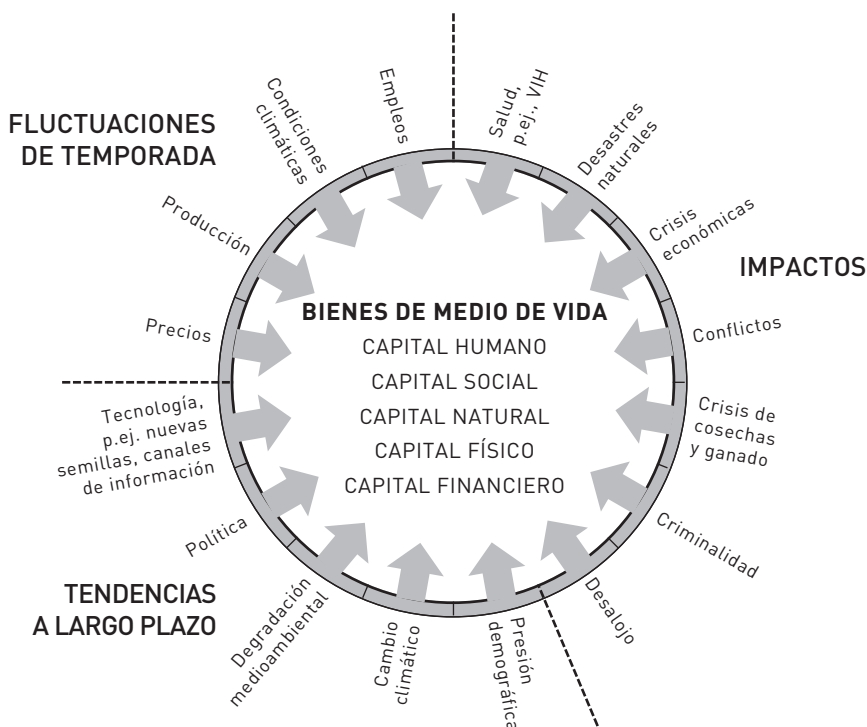 FLUCTUACIONES
DE TEMPORADA
Precios
Producción
Condiciones
climáticas
Empleos
IMPACTOS
Salud,
p.ej., VIH
Desastres
naturales
Crisis
económicas
Conflictos
Crisis de
cosechas
y ganado
Criminalidad
Desalojo
TENDENCIAS
A LARGO PLAZO
Presión
demográfica
Cambio
climático
Degradación
medioambiental
Política
Tecnología,
p.ej. nuevas
semillas, canales
de información
BIENES DE MEDIO DE VIDA
CAPITAL HUMANO
CAPITAL SOCIAL
CAPITAL NATURAL
CAPITAL FÍSICO
CAPITAL FINANCIERO